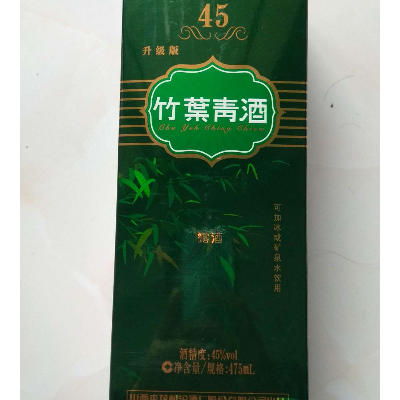 45
升级版
竹葉青酒
Chu Yeh Ching Chiew
露酒
可加冰或矿泉水饮用
酒精度:45%vol
净含量/规格:475mL